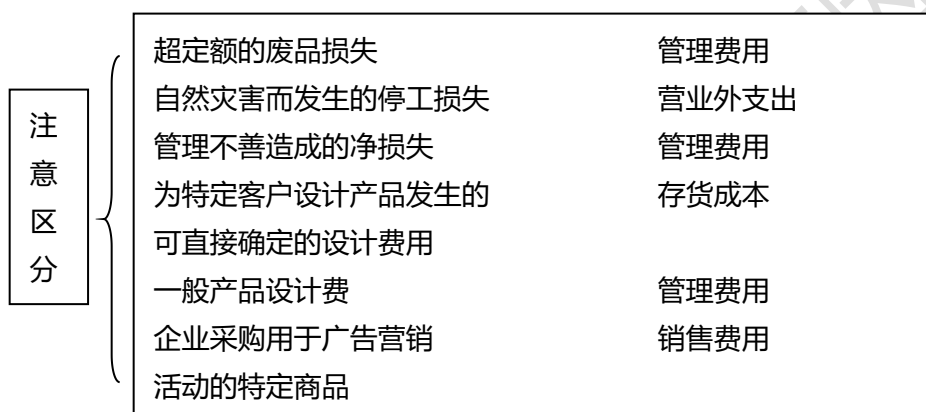 注意区分
超定额的废品损失 管理费用
自然灾害而发生的停工损失 营业外支出
管理不善造成的净损失 管理费用
为特定客户设计产品发生的 存货成本
可直接确定的设计费用
一般产品设计费 管理费用
企业采购用于广告营销 销售费用
活动的特定商品